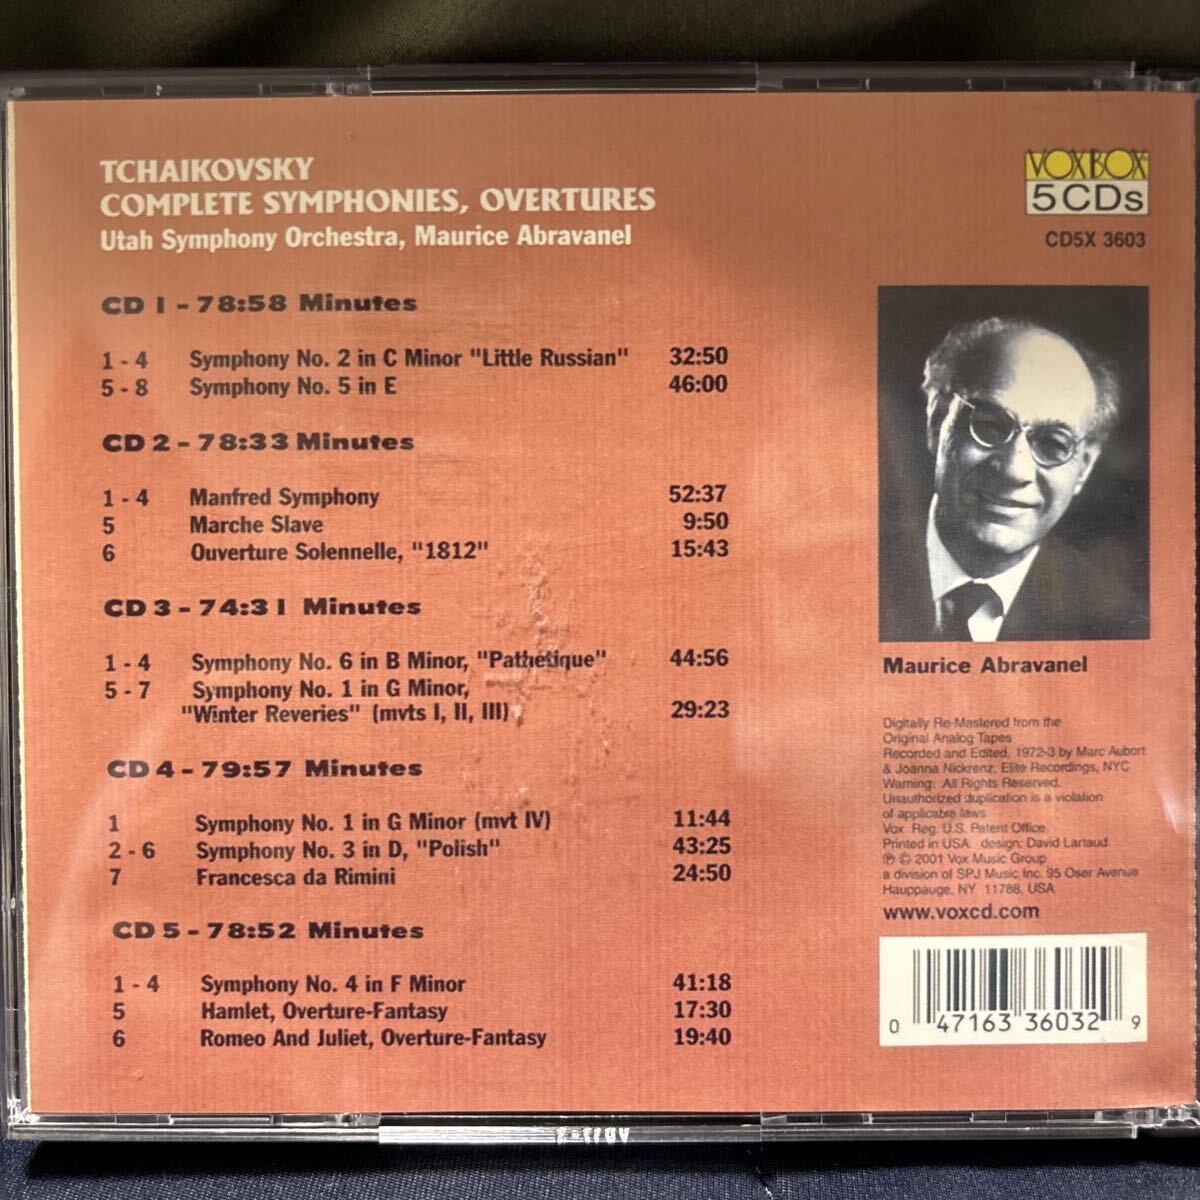 TCHAIKOVSKY
COMPLETE SYMPHONIES, OVERTURES
Utah Symphony Orchestra, Maurice Abravanel
VOXBOX
5CDs
CD5X 3603
CD 1 - 78:58 Minutes
1 - 4 Symphony No. 2 in C Minor "Little Russian" 32:50
5 - 8 Symphony No. 5 in E 46:00
CD 2 - 78:33 Minutes
1 - 4 Manfred Symphony 52:37
5 Marche Slave 9:50
6 Ouverture Solennelle, "1812" 15:43
CD 3 - 74:31 Minutes
1 - 4 Symphony No. 6 in B Minor, "Pathétique" 44:56
5 - 7 Symphony No. 1 in G Minor,
"Winter Reveries" (mvts I, II, III) 29:23
CD 4 - 79:57 Minutes
1 Symphony No. 1 in G Minor (mvt IV) 11:44
2 - 6 Symphony No. 3 in D, "Polish" 43:25
7 Francesca da Rimini 24:50
CD 5 - 78:52 Minutes
1 - 4 Symphony No. 4 in F Minor 41:18
5 Hamlet, Overture-Fantasy 17:30
6 Romeo And Juliet, Overture-Fantasy 19:40
Maurice Abravanel
Digitally Re-Mastered from the
Original Analog Tapes
Recorded and Edited, 1972-3 by Marc Aubort
& Joanna Nickrenz, Elite Recordings, NYC
Warning: All Rights Reserved.
Unauthorized duplication is a violation
of applicable laws
Vox Reg. U.S. Patent Office
Printed in USA design: David Lartaud
℗ © 2001 Vox Music Group
a division of SPJ Music Inc. 95 Oser Avenue
Hauppauge, NY 11788, USA
www.voxcd.com
0 47163 36032 9